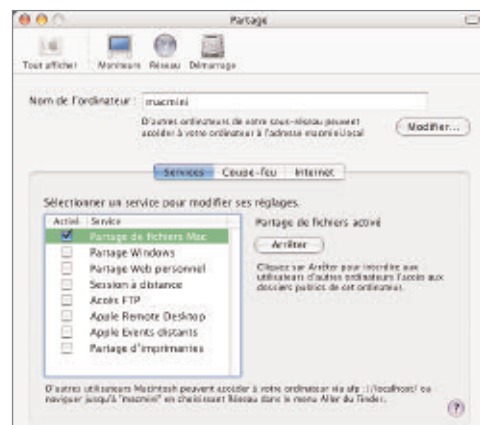 Partage
Tout afficher Moniteurs Réseau Démarrage
Nom de l'ordinateur : macmini
D'autres ordinateurs de votre sous-réseau peuvent
accéder à votre ordinateur à l'adresse macmini.local
Modifier...
Services Coupe-feu Internet
Sélectionner un service pour modifier ses réglages.
Activé Service
Partage de fichiers Mac
Partage Windows
Partage Web personnel
Session à distance
Accès FTP
Apple Remote Desktop
Apple Events distants
Partage d'imprimantes
Partage de fichiers activé
Arrêter
Cliquez sur Arrêter pour interdire aux
utilisateurs d'autres ordinateurs l'accès aux
dossiers publics de cet ordinateur.
D'autres utilisateurs Macintosh peuvent accéder à votre ordinateur via afp ://localhost/ ou
naviguer jusqu'à "macmini" en choisissant Réseau dans le menu Aller du Finder.
?